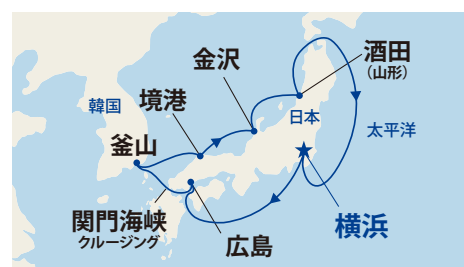 金沢
酒田
(山形)
境港
韓国
日本
太平洋
釜山
関門海峡
クルージング
広島
横浜